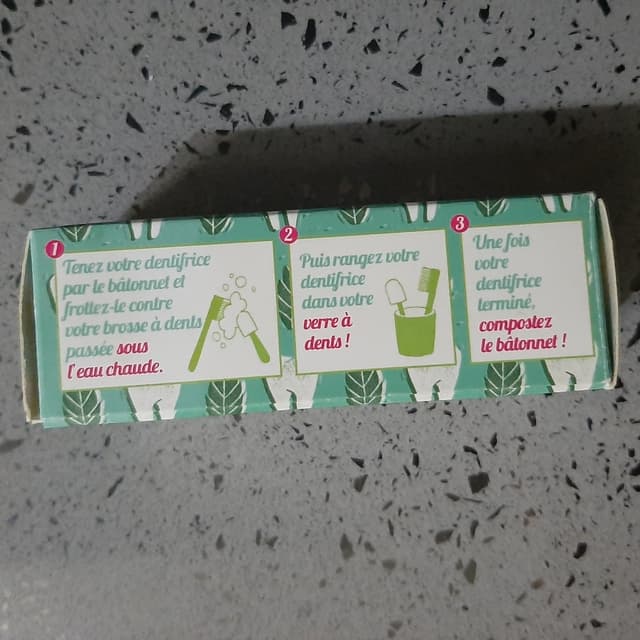 1
Tenez votre dentifrice
par le bâtonnet et
frottez-le contre
votre brosse à dents
passée sous
l'eau chaude.
2
Puis rangez votre
dentifrice
dans votre
verre à
dents !
3
Une fois
votre
dentifrice
terminé,
compostez
le bâtonnet !